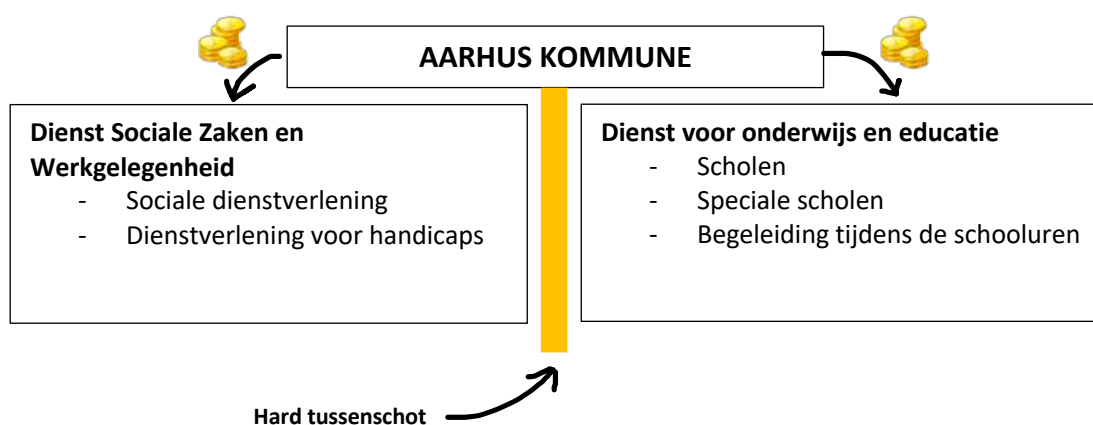 AARHUS KOMMUNE
Dienst Sociale Zaken en
Werkgelegenheid
- Sociale dienstverlening
- Dienstverlening voor handicaps
Dienst voor onderwijs en educatie
- Scholen
- Speciale scholen
- Begeleiding tijdens de schooluren
Hard tussenschot